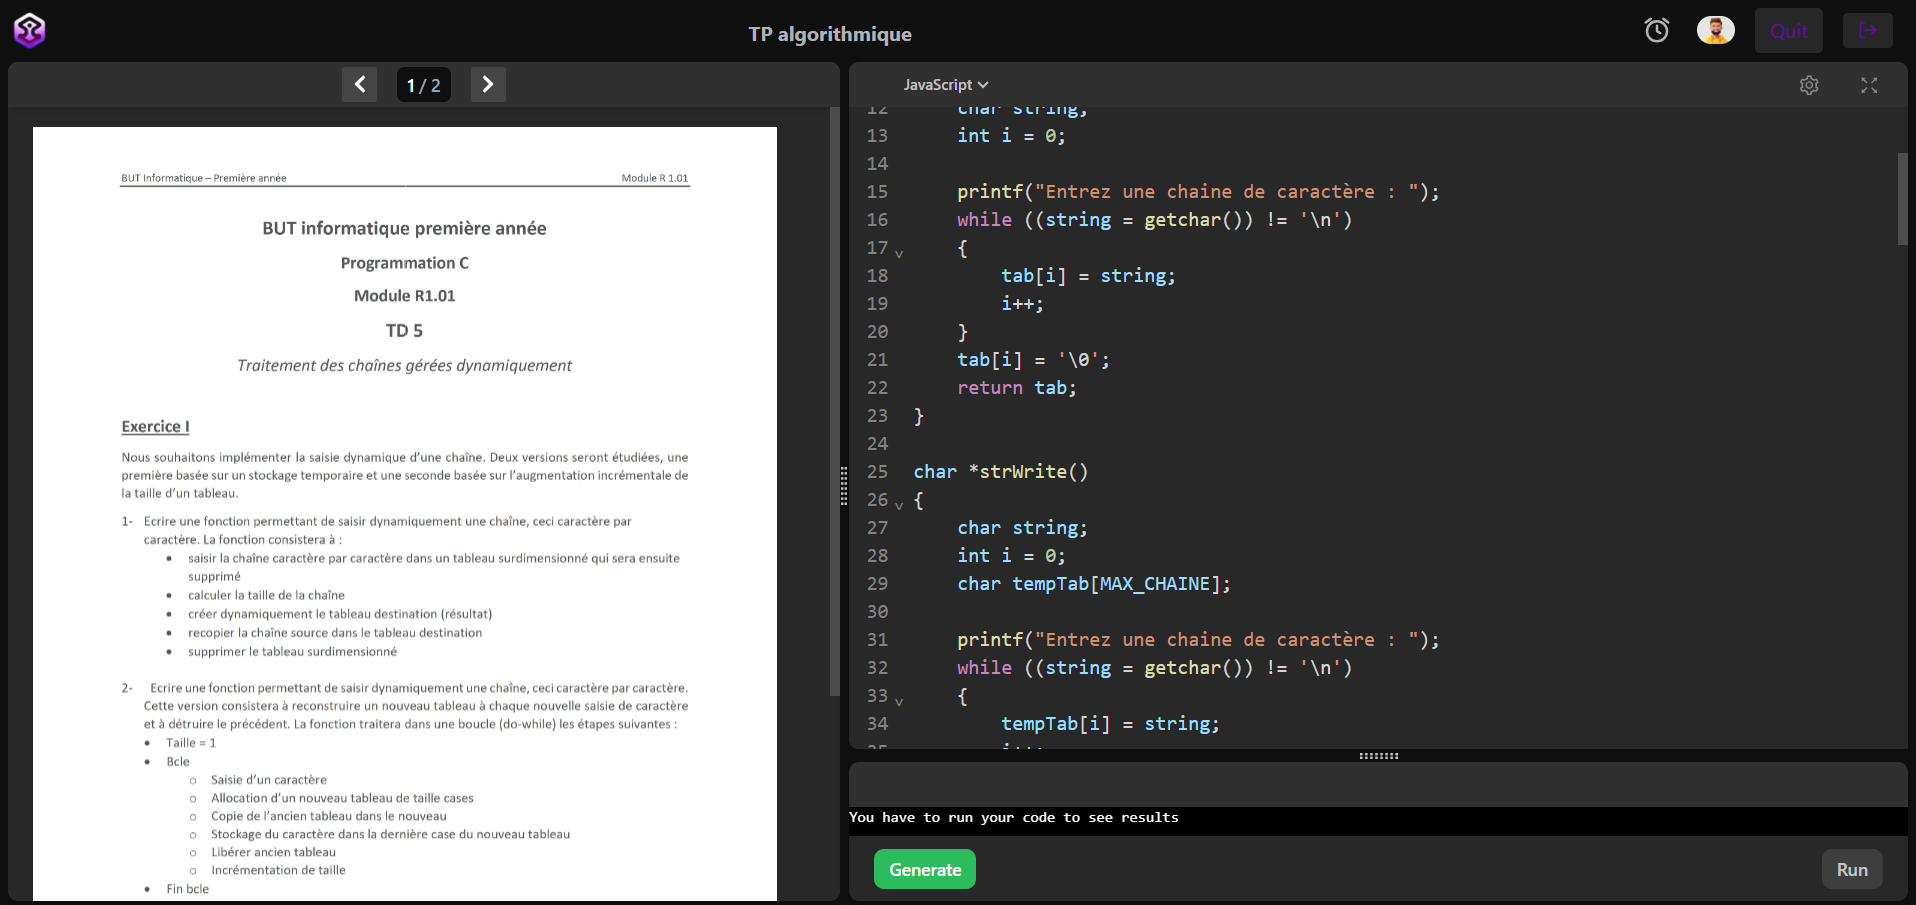 TP algorithmique
Quit
1 / 2
BUT Informatique – Première année
Module R 1.01
BUT informatique première année
Programmation C
Module R1.01
TD 5
Traitement des chaînes gérées dynamiquement
Exercice I
Nous souhaitons implémenter la saisie dynamique d’une chaîne. Deux versions seront étudiées, une
première basée sur un stockage temporaire et une seconde basée sur l’augmentation incrémentale de
la taille d’un tableau.
1- Ecrire une fonction permettant de saisir dynamiquement une chaîne, ceci caractère par
caractère. La fonction consistera à :
• saisir la chaîne caractère par caractère dans un tableau surdimensionné qui sera ensuite
supprimé
• calculer la taille de la chaîne
• créer dynamiquement le tableau destination (résultat)
• recopier la chaîne source dans le tableau destination
• supprimer le tableau surdimensionné
2- Ecrire une fonction permettant de saisir dynamiquement une chaîne, ceci caractère par caractère.
Cette version consistera à reconstruire un nouveau tableau à chaque nouvelle saisie de caractère
et à détruire le précédent. La fonction traitera dans une boucle (do-while) les étapes suivantes :
• Taille = 1
• Bcle
o Saisie d’un caractère
o Allocation d’un nouveau tableau de taille cases
o Copie de l’ancien tableau dans le nouveau
o Stockage du caractère dans la dernière case du nouveau tableau
o Libérer ancien tableau
o Incrémentation de taille
• Fin bcle
JavaScript
12 char string;
13 int i = 0;
14
15 printf("Entrez une chaine de caractère : ");
16 while ((string = getchar()) != '\n')
17 {
18 tab[i] = string;
19 i++;
20 }
21 tab[i] = '\0';
22 return tab;
23 }
24
25 char *strWrite()
26 {
27 char string;
28 int i = 0;
29 char tempTab[MAX_CHAINE];
30
31 printf("Entrez une chaine de caractère : ");
32 while ((string = getchar()) != '\n')
33 {
34 tempTab[i] = string;
35 i++;
You have to run your code to see results
Generate
Run